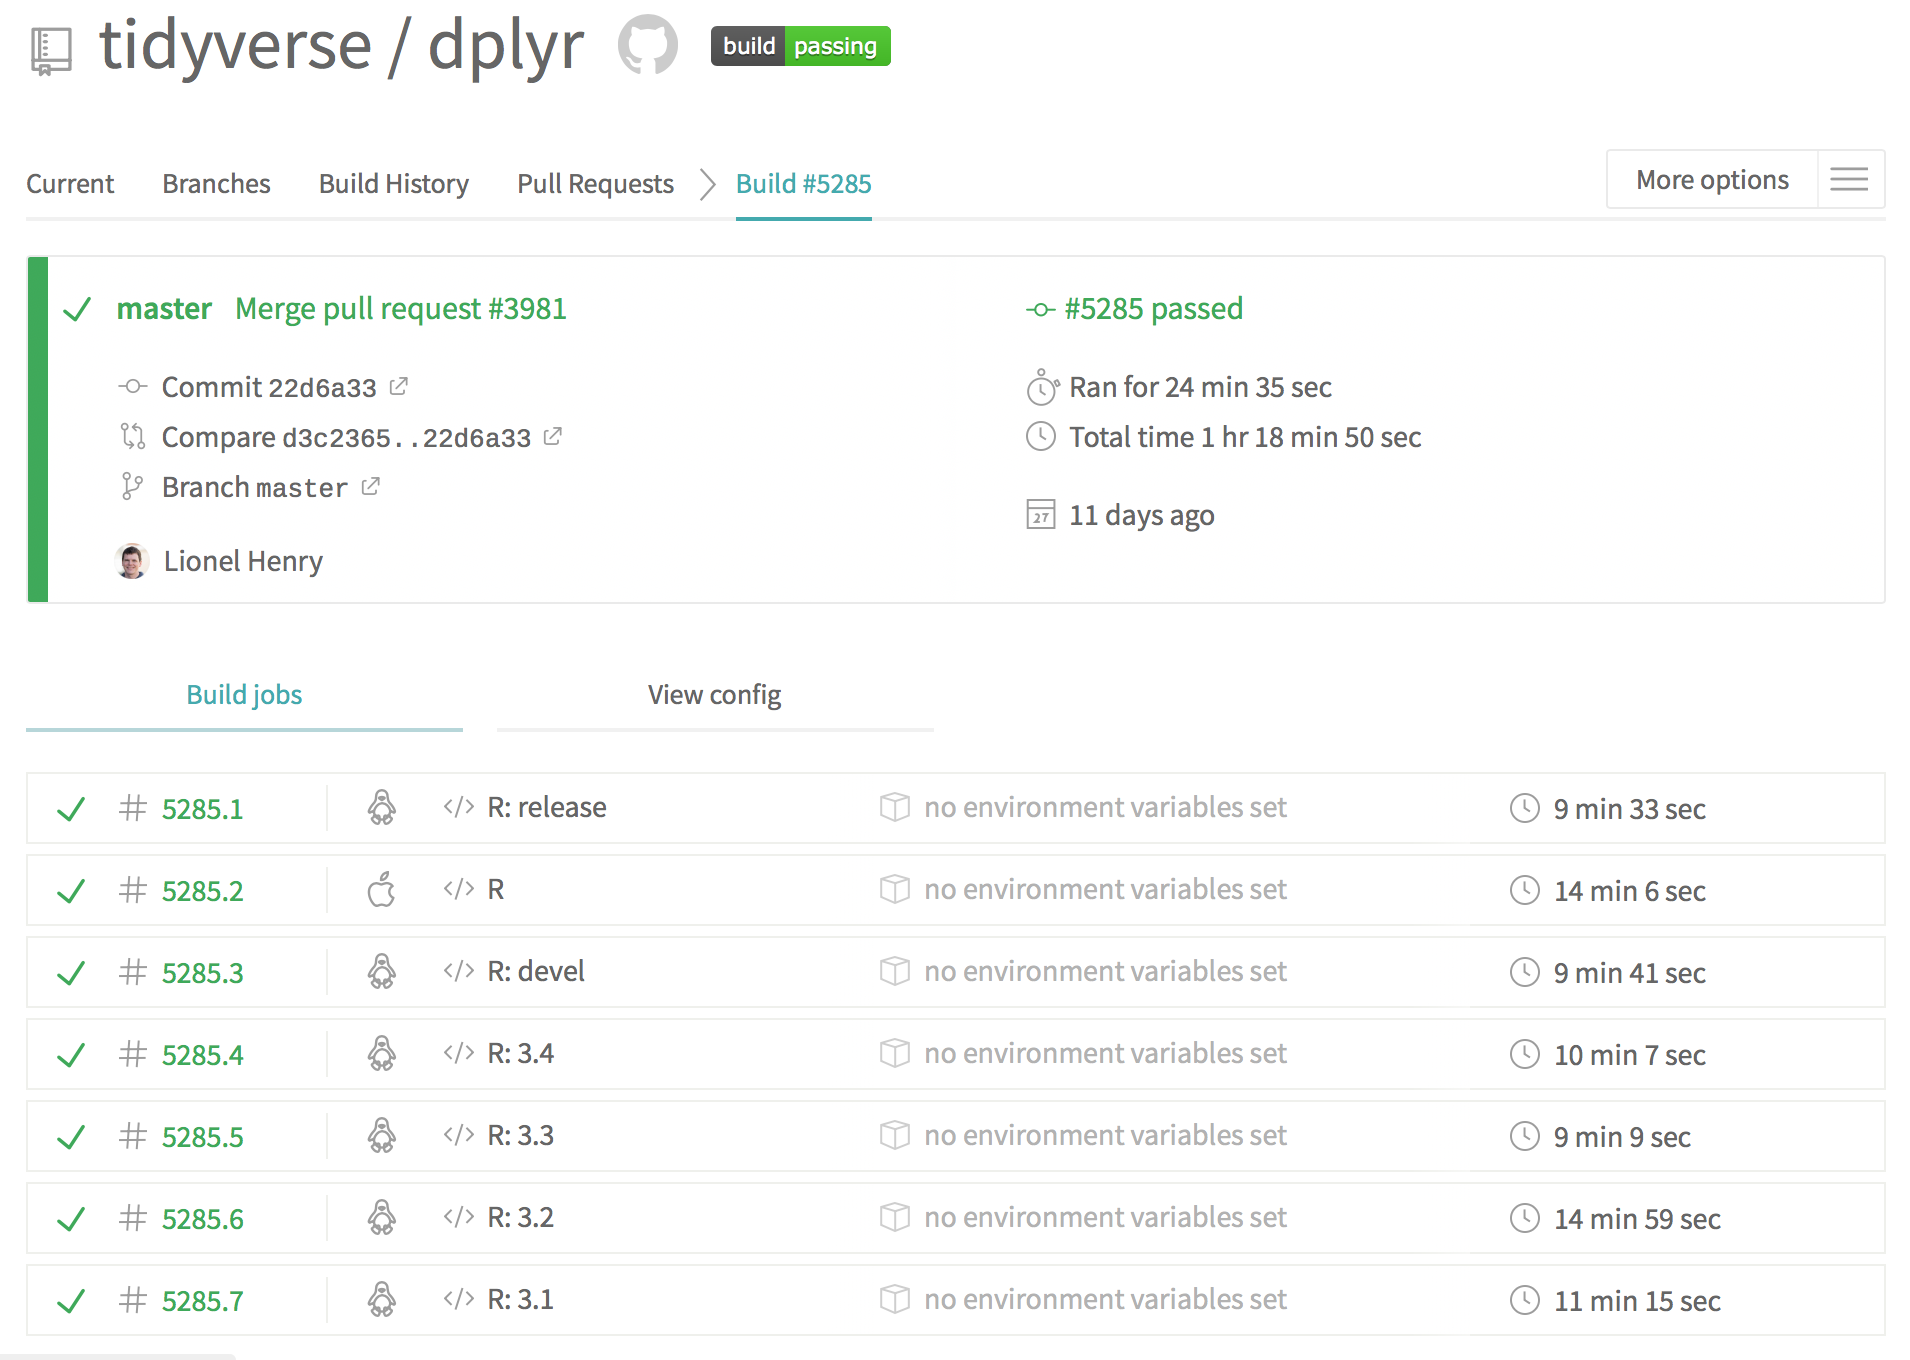 tidyverse / dplyr build passing
Current Branches Build History Pull Requests Build #5285 More options
master Merge pull request #3981
#5285 passed
Commit 22d6a33
Ran for 24 min 35 sec
Compare d3c2365..22d6a33
Total time 1 hr 18 min 50 sec
Branch master
27 11 days ago
Lionel Henry
Build jobs View config
# 5285.1 </> R: release no environment variables set 9 min 33 sec
# 5285.2 </> R no environment variables set 14 min 6 sec
# 5285.3 </> R: devel no environment variables set 9 min 41 sec
# 5285.4 </> R: 3.4 no environment variables set 10 min 7 sec
# 5285.5 </> R: 3.3 no environment variables set 9 min 9 sec
# 5285.6 </> R: 3.2 no environment variables set 14 min 59 sec
# 5285.7 </> R: 3.1 no environment variables set 11 min 15 sec